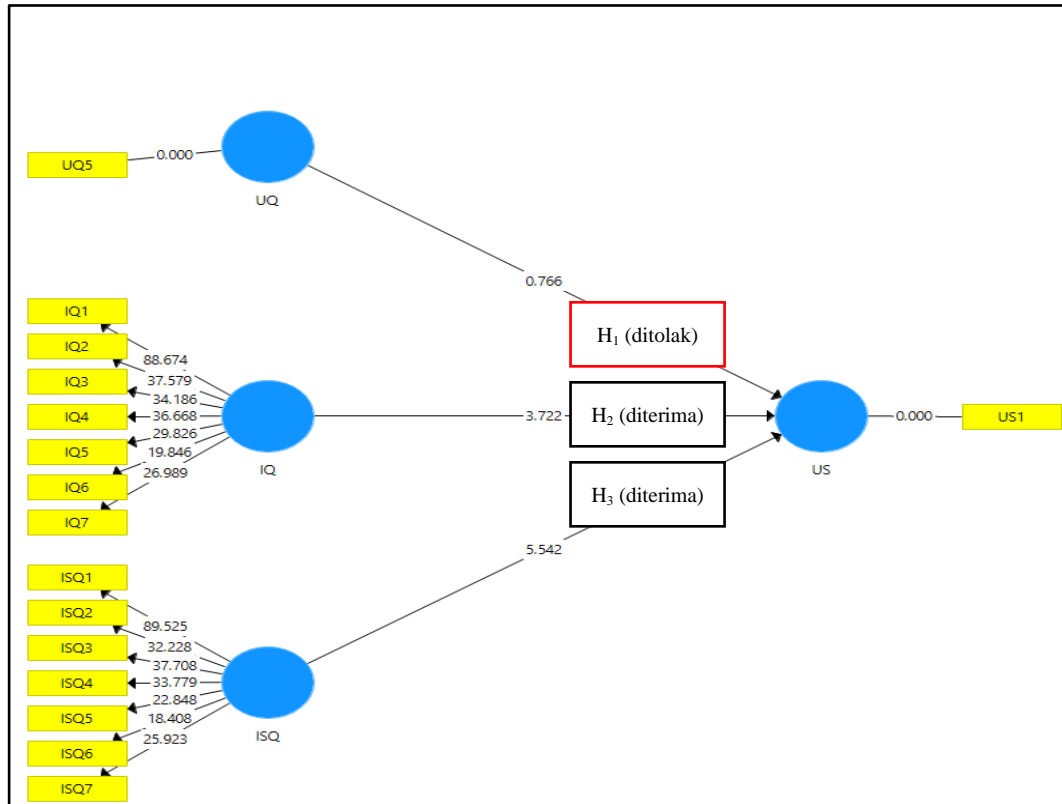 UQ5
0.000
UQ
0.766
H₁ (ditolak)
IQ1
IQ2
IQ3
IQ4
IQ5
IQ6
IQ7
88.674
37.579
34.186
36.668
29.826
19.846
26.989
IQ
3.722
H₂ (diterima)
US
0.000
US1
H₃ (diterima)
5.542
ISQ1
ISQ2
ISQ3
ISQ4
ISQ5
ISQ6
ISQ7
89.525
32.228
37.708
33.779
22.848
18.408
25.923
ISQ